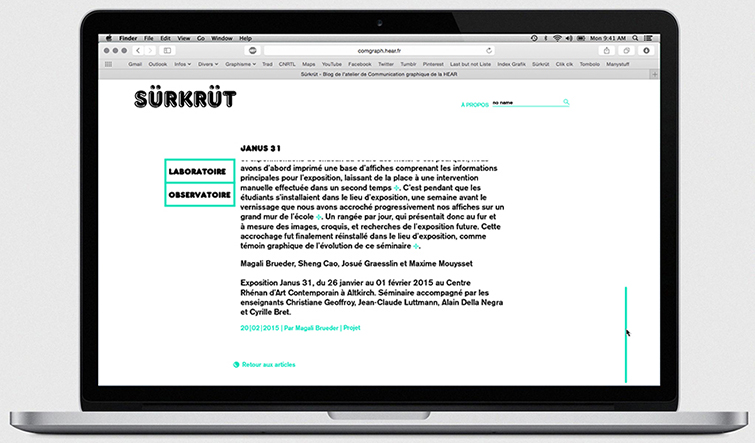 Finder File Edit View Go Window Help Mon 9:41 AM
comgraph.hear.fr
Gmail Outlook Infos Divers Graphisme Trad CNRTL Maps YouTube Facebook Twitter Tumblr Pinterest Last but not Liste Index Grafik Sürkrüt Clik clk Tombolo Manystuff
Sürkrüt - Blog de l'atelier de Communication graphique de la HEAR
SÜRKRÜT
À PROPOS no name
JANUS 31
LABORATOIRE
OBSERVATOIRE
avons d'abord imprimé une base d'affiches comprenant les informations
principales pour l'exposition, laissant de la place à une intervention
manuelle effectuée dans un second temps. C'est pendant que les
étudiants s'installaient dans le lieu d'exposition, une semaine avant le
vernissage que nous avons accroché progressivement nos affiches sur un
grand mur de l'école. Un rangée par jour, qui présentait donc au fur et
à mesure des images, croquis, et recherches de l'exposition future. Cette
accrochage fut finalement réinstallé dans le lieu d'exposition, comme
témoin graphique de l'évolution de ce séminaire.
Magali Brueder, Sheng Cao, Josué Graesslin et Maxime Mouysset
Exposition Janus 31, du 26 janvier au 01 février 2015 au Centre
Rhénan d'Art Contemporain à Altkirch. Séminaire accompagné par les
enseignants Christiane Geoffroy, Jean-Claude Luttmann, Alain Della Negra
et Cyrille Bret.
20|02|2015 | Par Magali Brueder | Projet
Retour aux articles